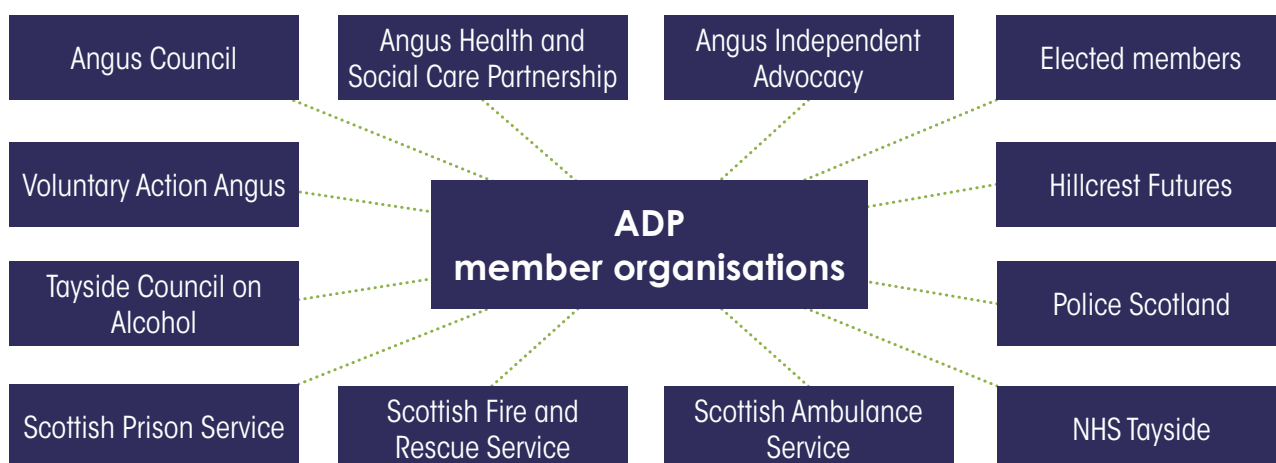 Angus Council
Angus Health and
Social Care Partnership
Angus Independent
Advocacy
Elected members
Voluntary Action Angus
Hillcrest Futures
ADP
member organisations
Tayside Council on
Alcohol
Police Scotland
Scottish Prison Service
Scottish Fire and
Rescue Service
Scottish Ambulance
Service
NHS Tayside